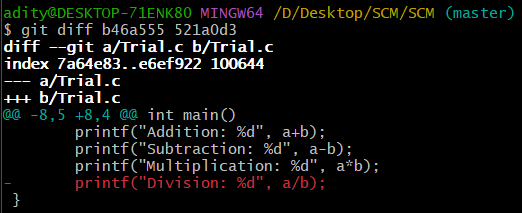 adity@DESKTOP-71ENK80 MINGW64 /D/Desktop/SCM/SCM (master)
$ git diff b46a555 521a0d3
diff --git a/Trial.c b/Trial.c
index 7a64e83..e6ef922 100644
--- a/Trial.c
+++ b/Trial.c
@@ -8,5 +8,4 @@ int main()
        printf("Addition: %d", a+b);
        printf("Subtraction: %d", a-b);
        printf("Multiplication: %d", a*b);
-       printf("Division: %d", a/b);
 }